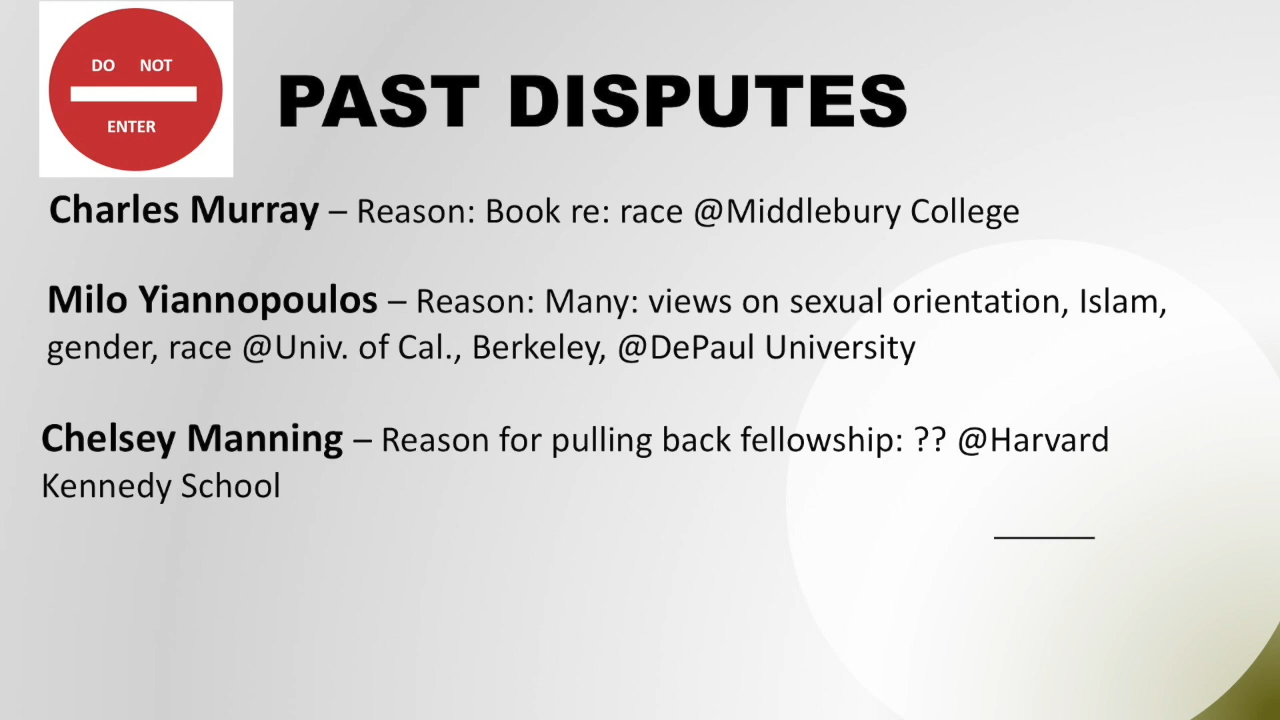 DO NOT
ENTER
PAST DISPUTES
Charles Murray – Reason: Book re: race @Middlebury College
Milo Yiannopoulos – Reason: Many: views on sexual orientation, Islam,
gender, race @Univ. of Cal., Berkeley, @DePaul University
Chelsey Manning – Reason for pulling back fellowship: ?? @Harvard
Kennedy School